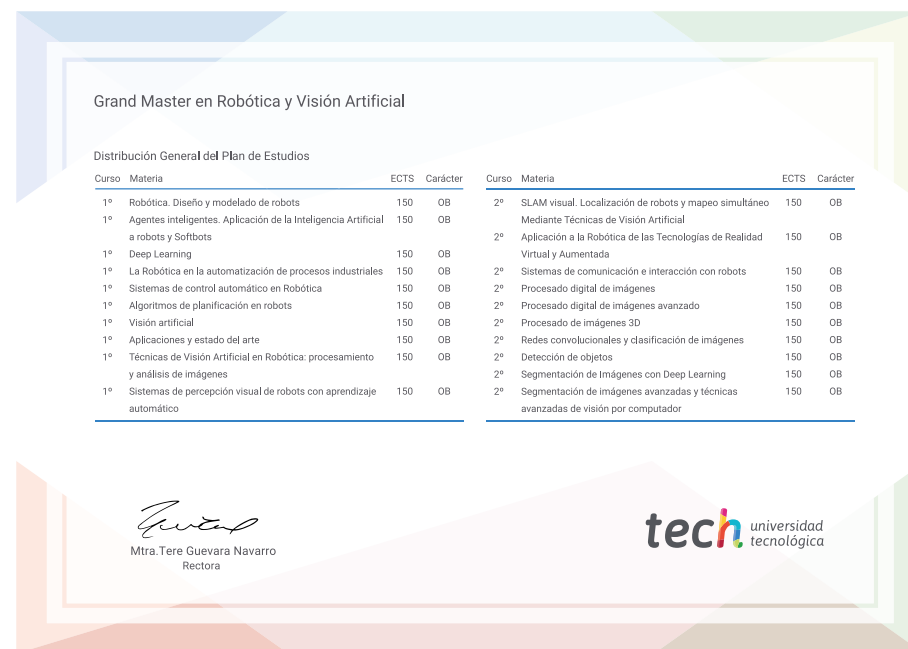 Grand Master en Robótica y Visión Artificial
Distribución General del Plan de Estudios
Curso Materia ECTS Carácter
1º Robótica. Diseño y modelado de robots 150 OB
1º Agentes inteligentes. Aplicación de la Inteligencia Artificial 150 OB
a robots y Softbots
1º Deep Learning 150 OB
1º La Robótica en la automatización de procesos industriales 150 OB
1º Sistemas de control automático en Robótica 150 OB
1º Algoritmos de planificación en robots 150 OB
1º Visión artificial 150 OB
1º Aplicaciones y estado del arte 150 OB
1º Técnicas de Visión Artificial en Robótica: procesamiento 150 OB
y análisis de imágenes
1º Sistemas de percepción visual de robots con aprendizaje 150 OB
automático
Curso Materia ECTS Carácter
2º SLAM visual. Localización de robots y mapeo simultáneo 150 OB
Mediante Técnicas de Visión Artificial
2º Aplicación a la Robótica de las Tecnologías de Realidad 150 OB
Virtual y Aumentada
2º Sistemas de comunicación e interacción con robots 150 OB
2º Procesado digital de imágenes 150 OB
2º Procesado digital de imágenes avanzado 150 OB
2º Procesado de imágenes 3D 150 OB
2º Redes convolucionales y clasificación de imágenes 150 OB
2º Detección de objetos 150 OB
2º Segmentación de Imágenes con Deep Learning 150 OB
2º Segmentación de imágenes avanzadas y técnicas 150 OB
avanzadas de visión por computador
Mtra.Tere Guevara Navarro
Rectora
tech universidad
tecnológica